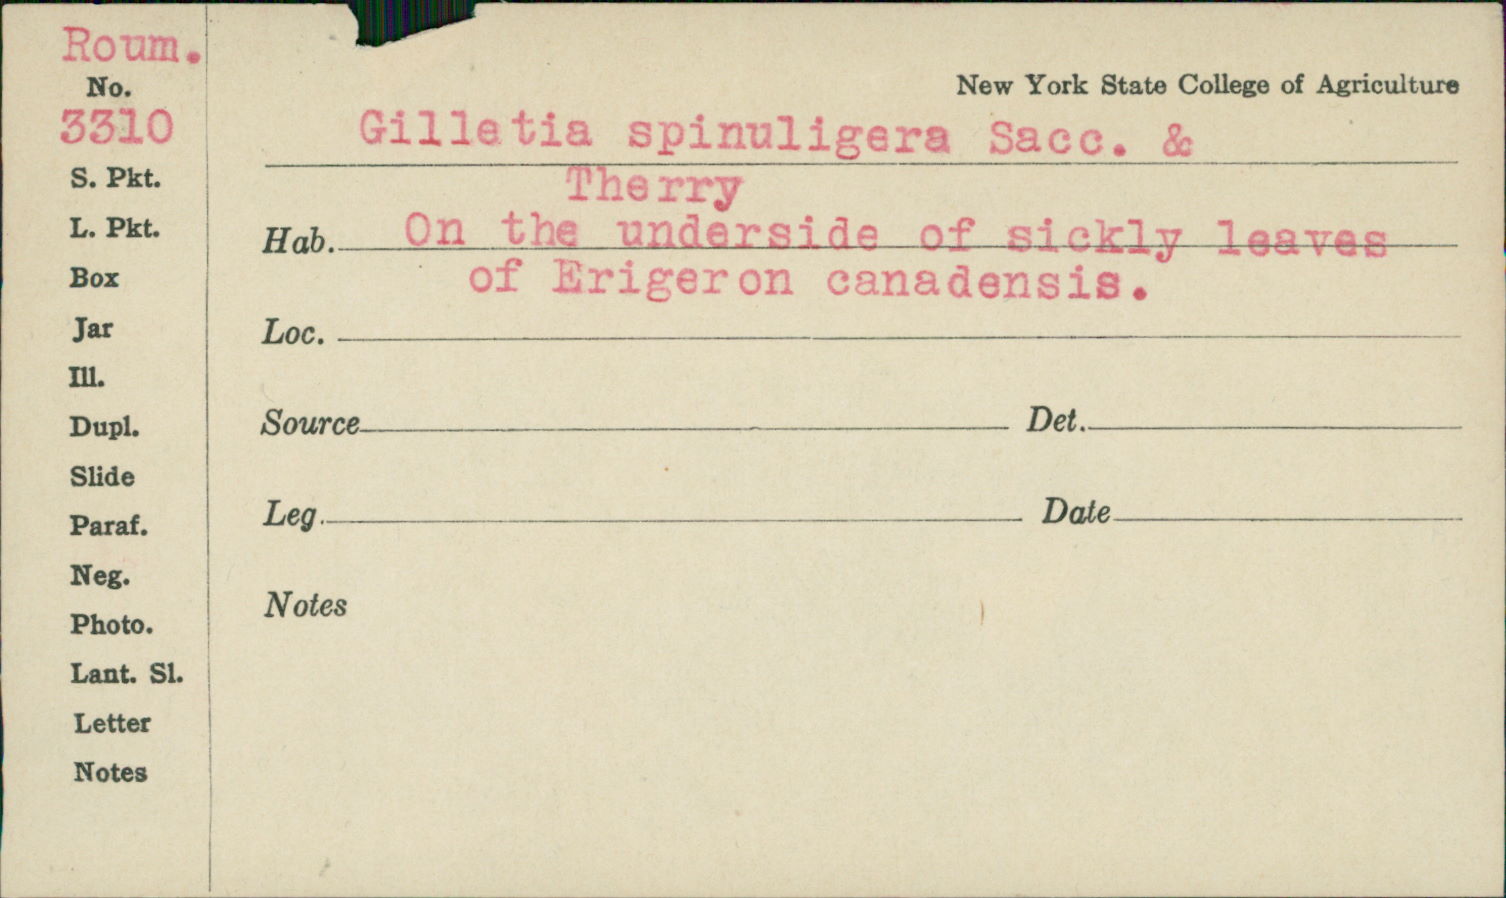 Roum.
No.
3310
S. Pkt.
L. Pkt.
Box
Jar
Ill.
Dupl.
Slide
Paraf.
Neg.
Photo.
Lant. Sl.
Letter
Notes
New York State College of Agriculture
Gilletia spinuligera Sacc. &
Therry
Hab. On the underside of sickly leaves
of Erigeron canadensis.
Loc.
Source Det.
Leg. Date
Notes